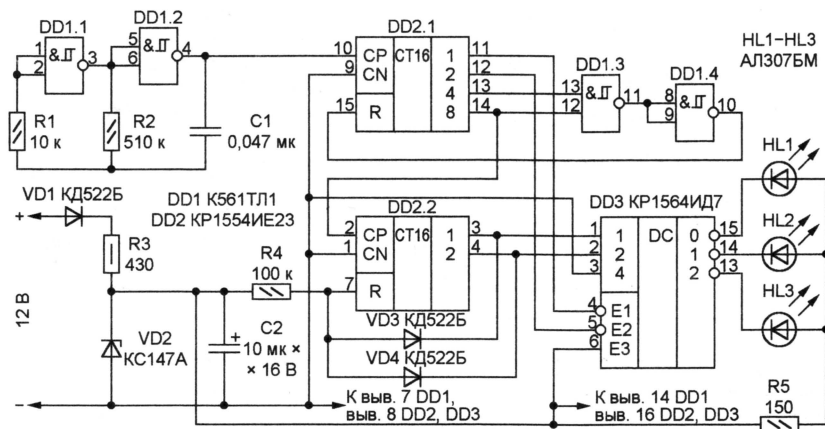 DD1.1
DD1.2
DD2.1
HL1–HL3
АЛ307БМ
1
2
&
3
5
6
&
4
10
9
15
CP
CN
R
CT16
1
2
4
8
11
12
13
14
DD1.3
13
12
&
11
DD1.4
8
9
&
10
R1
10 к
R2
510 к
C1
0,047 мк
HL1
VD1 КД522Б
DD1 К561ТЛ1
DD2 КР1554ИЕ23
DD2.2
DD3 КР1564ИД7
+
R3
430
R4
100 к
2
1
7
CP
CN
R
CT16
1
2
3
4
1
2
3
1
2
4
DC
0
1
2
15
14
13
HL2
HL3
12 В
VD2
КС147А
+
C2
10 мк ×
× 16 В
VD3 КД522Б
VD4 КД522Б
4
5
6
E1
E2
E3
–
К выв. 7 DD1,
выв. 8 DD2, DD3
К выв. 14 DD1
выв. 16 DD2, DD3
R5
150